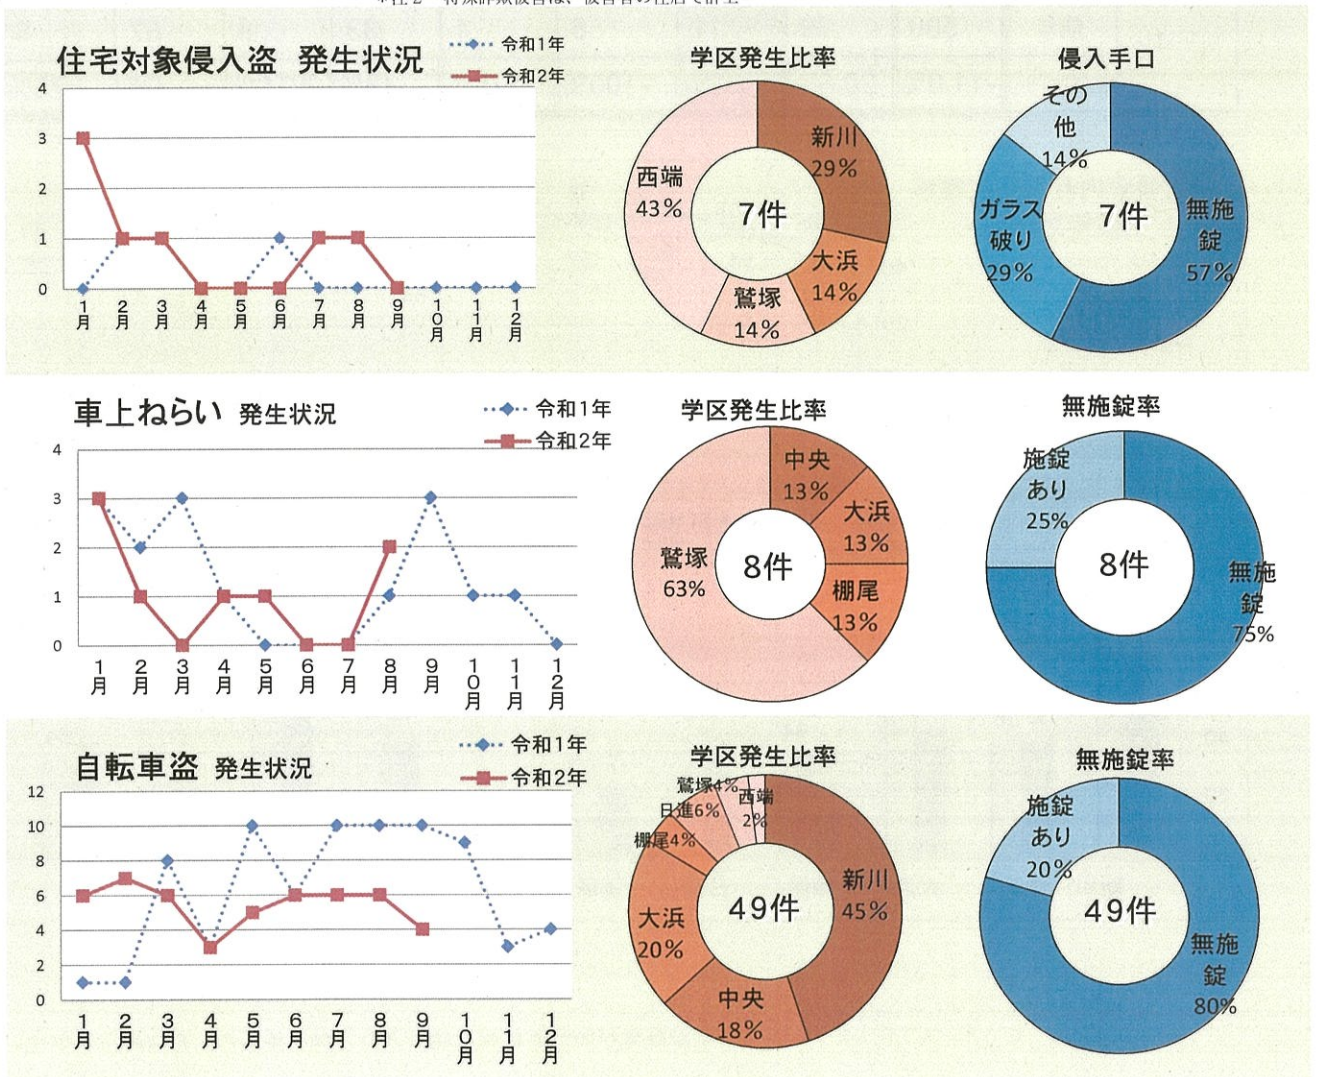 住宅対象侵入盗 発生状況
令和1年
令和2年
4
3
2
1
0
1月
2月
3月
4月
5月
6月
7月
8月
9月
10月
11月
12月
学区発生比率
新川
29%
大浜
14%
鷲塚
14%
西端
43%
7件
侵入手口
無施
錠
57%
ガラス
破り
29%
その
他
14%
7件
車上ねらい 発生状況
令和1年
令和2年
4
3
2
1
0
1月
2月
3月
4月
5月
6月
7月
8月
9月
10月
11月
12月
学区発生比率
中央
13%
大浜
13%
棚尾
13%
鷲塚
63%
8件
無施錠率
施錠
あり
25%
無施
錠
75%
8件
自転車盗 発生状況
令和1年
令和2年
12
10
8
6
4
2
0
1月
2月
3月
4月
5月
6月
7月
8月
9月
10月
11月
12月
学区発生比率
新川
45%
中央
18%
大浜
20%
棚尾4%
日進6%
鷲塚4%
西端
2%
49件
無施錠率
施錠
あり
20%
無施
錠
80%
49件